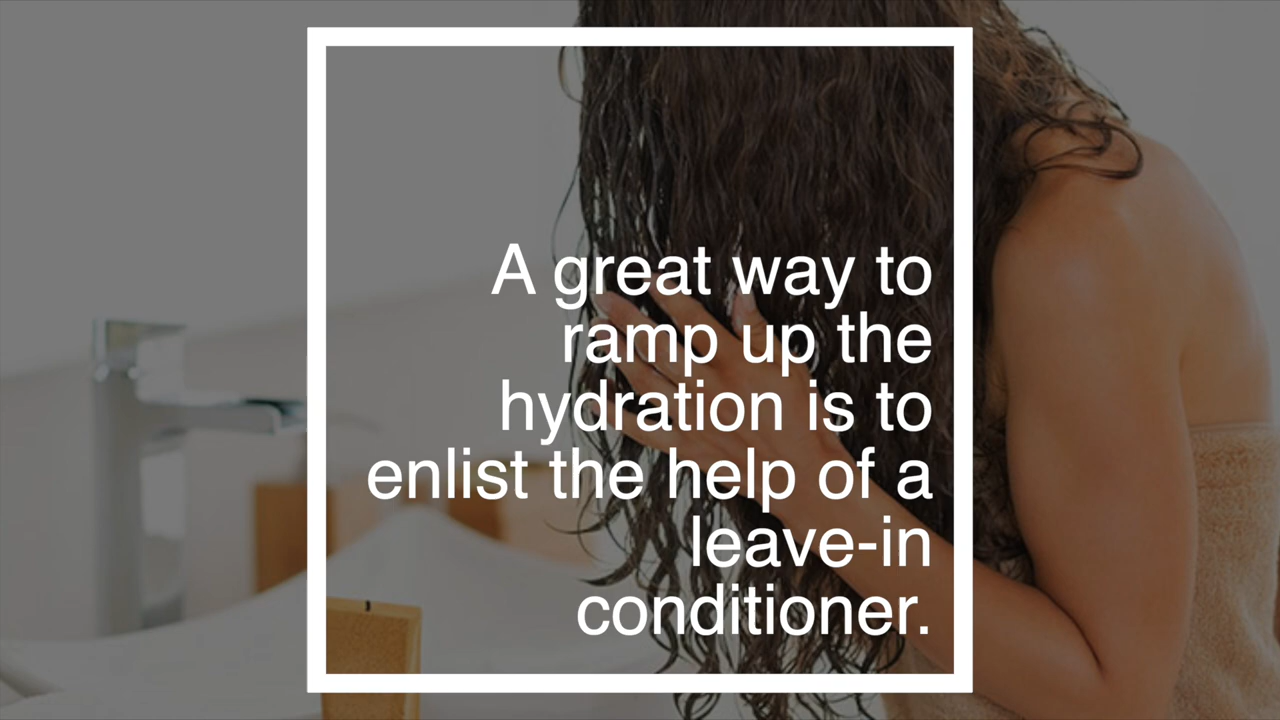 A great way to
ramp up the
hydration is to
enlist the help of a
leave-in
conditioner.